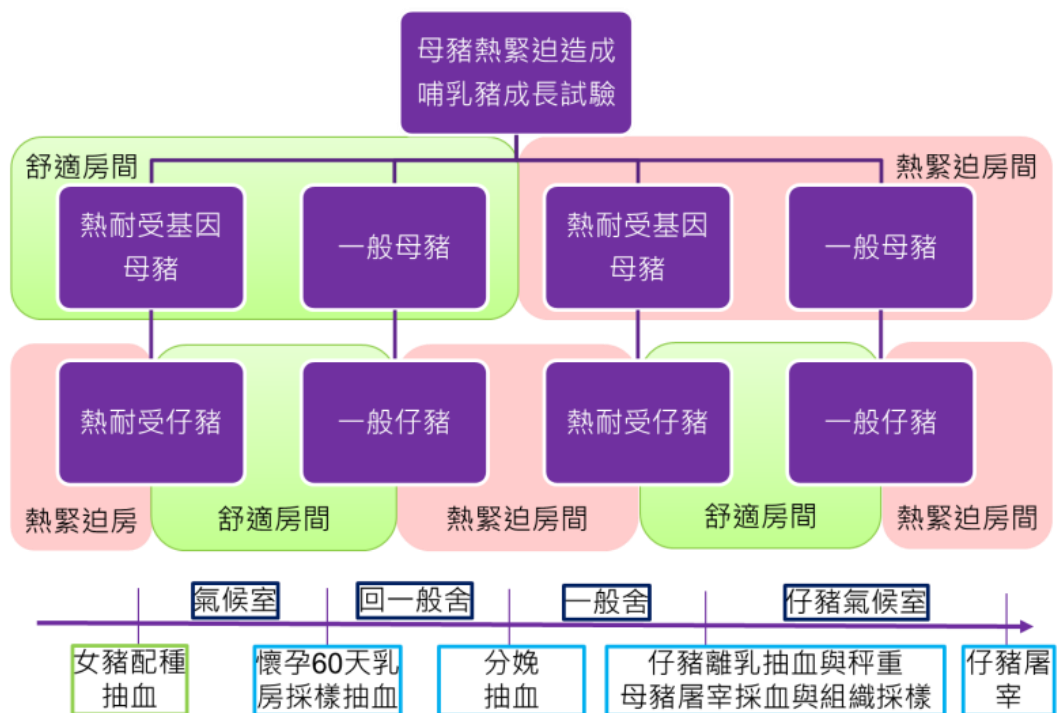 母豬熱緊迫造成
哺乳豬成長試驗
舒適房間
熱緊迫房間
熱耐受基因
母豬
一般母豬
熱耐受基因
母豬
一般母豬
熱耐受仔豬
一般仔豬
熱耐受仔豬
一般仔豬
熱緊迫房
舒適房間
熱緊迫房間
舒適房間
熱緊迫房間
氣候室
回一般舍
一般舍
仔豬氣候室
女豬配種
抽血
懷孕60天乳
房採樣抽血
分娩
抽血
仔豬離乳抽血與秤重
母豬屠宰採血與組織採樣
仔豬屠
宰